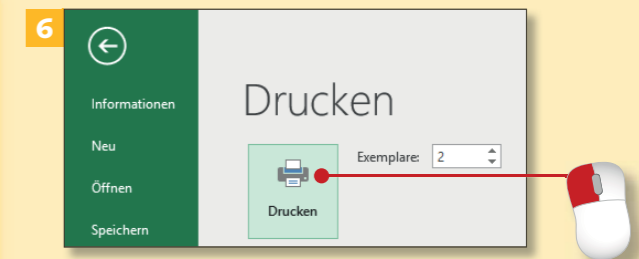 6
Informationen
Neu
Öffnen
Speichern
Drucken
Exemplare: 2
Drucken